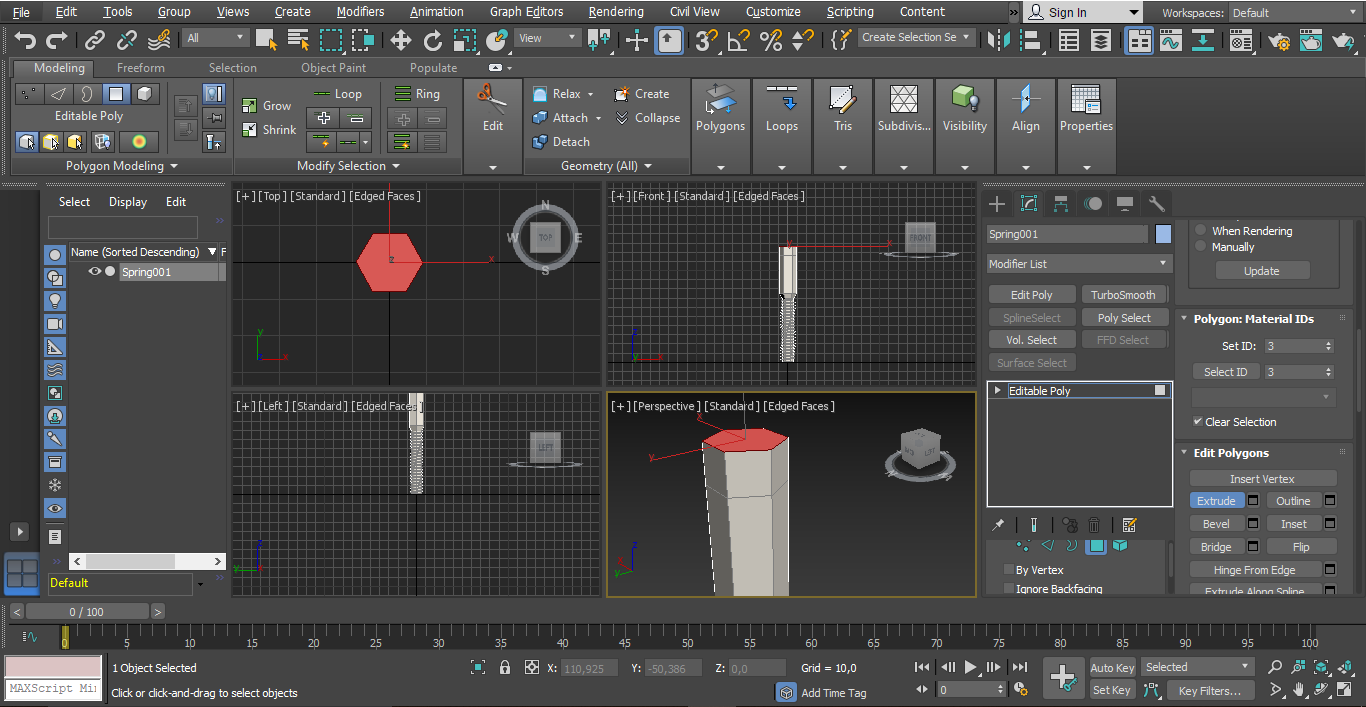 File Edit Tools Group Views Create Modifiers Animation Graph Editors Rendering Civil View Customize Scripting Content » Sign In Workspaces: Default
All View 3 Create Selection Se
Modeling Freeform Selection Object Paint Populate
Editable Poly
Polygon Modeling
Grow
Shrink
Loop
Ring
Modify Selection
Edit
Relax
Attach
Detach
Create
Collapse
Geometry (All)
Polygons
Loops
Tris
Subdivis...
Visibility
Align
Properties
Select Display Edit
Name (Sorted Descending) F
Spring001
Default
[+] [Top] [Standard] [Edged Faces]
N
W TOP E
S
z x
y
x
[+] [Front] [Standard] [Edged Faces]
FRONT
x x
z
y x
[+] [Left] [Standard] [Edged Faces]
LEFT
z
y x
[+] [Perspective] [Standard] [Edged Faces]
x
y
LEFT
z
x
y
Spring001
Modifier List
Edit Poly TurboSmooth
SplineSelect Poly Select
Vol. Select FFD Select
Surface Select
Editable Poly
By Vertex
Ignore Backfacing
When Rendering
Manually
Update
Polygon: Material IDs
Set ID: 3
Select ID 3
Clear Selection
Edit Polygons
Insert Vertex
Extrude Outline
Bevel Inset
Bridge Flip
Hinge From Edge
Extrude Along Spline
< 0 / 100 >
0 5 10 15 20 25 30 35 40 45 50 55 60 65 70 75 80 85 90 95 100
1 Object Selected X: 110,925 Y: -50,386 Z: 0,0 Grid = 10,0 Auto Key Selected
MAXScript Mi
Click or click-and-drag to select objects Add Time Tag 0 Set Key Key Filters...